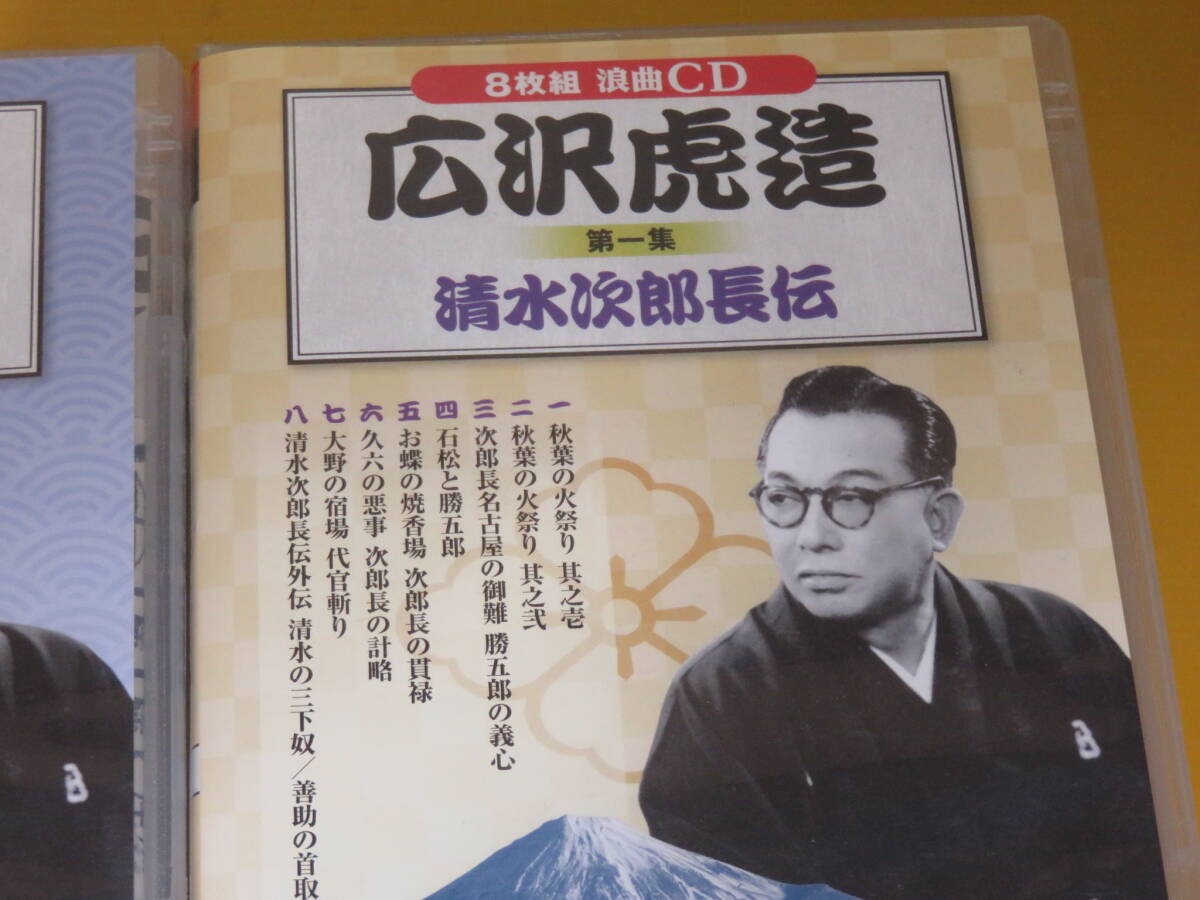 8枚組 浪曲CD
広沢虎造
第一集
清水次郎長伝
一 秋葉の火祭り 其之壱
二 秋葉の火祭り 其之弐
三 次郎長名古屋の御難 勝五郎の義心
四 石松と勝五郎
五 お蝶の焼香場 次郎長の貫禄
六 久六の悪事 次郎長の計略
七 大野の宿場 代官斬り
八 清水次郎長伝外伝 清水の三下奴/善助の首取